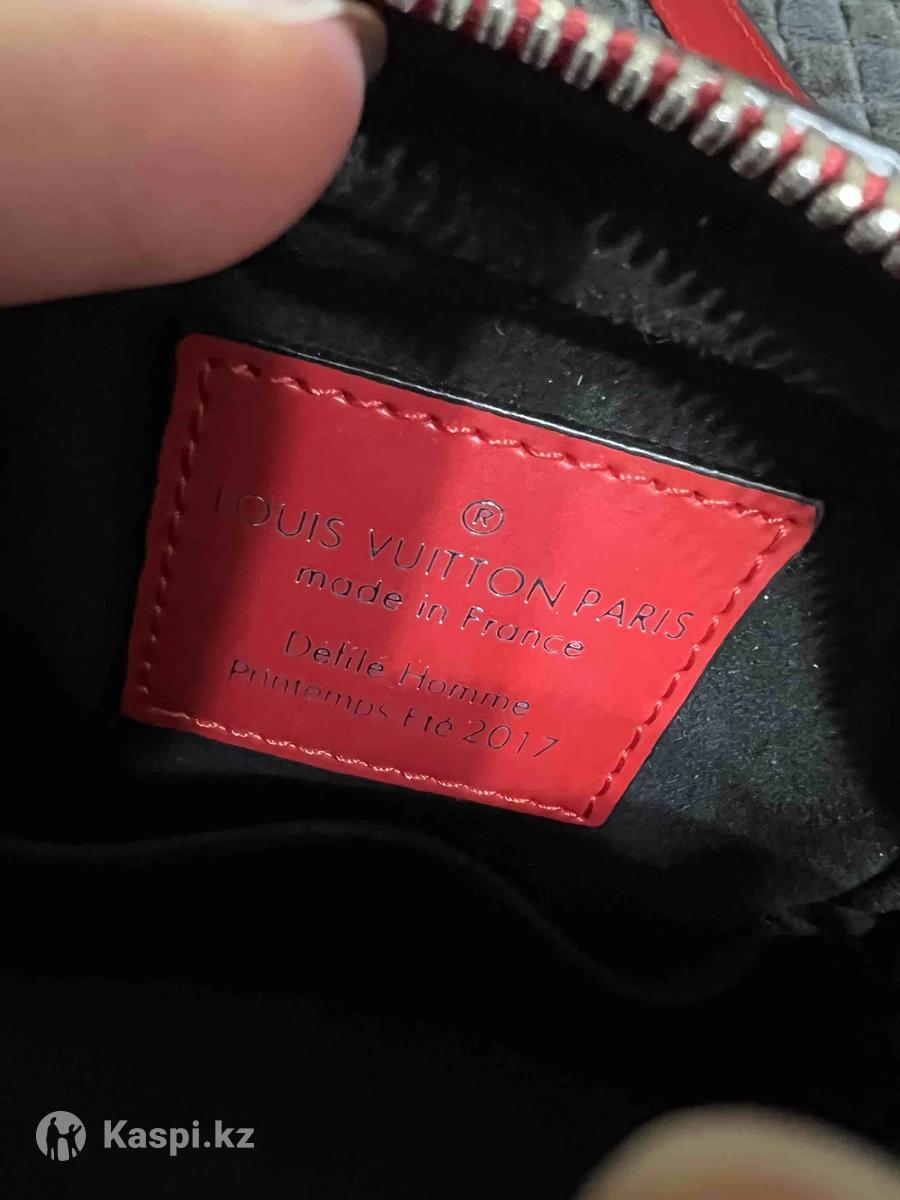 ®
LOUIS VUITTON PARIS
made in France
Défilé Homme
Printemps Eté 2017
Kaspi.kz